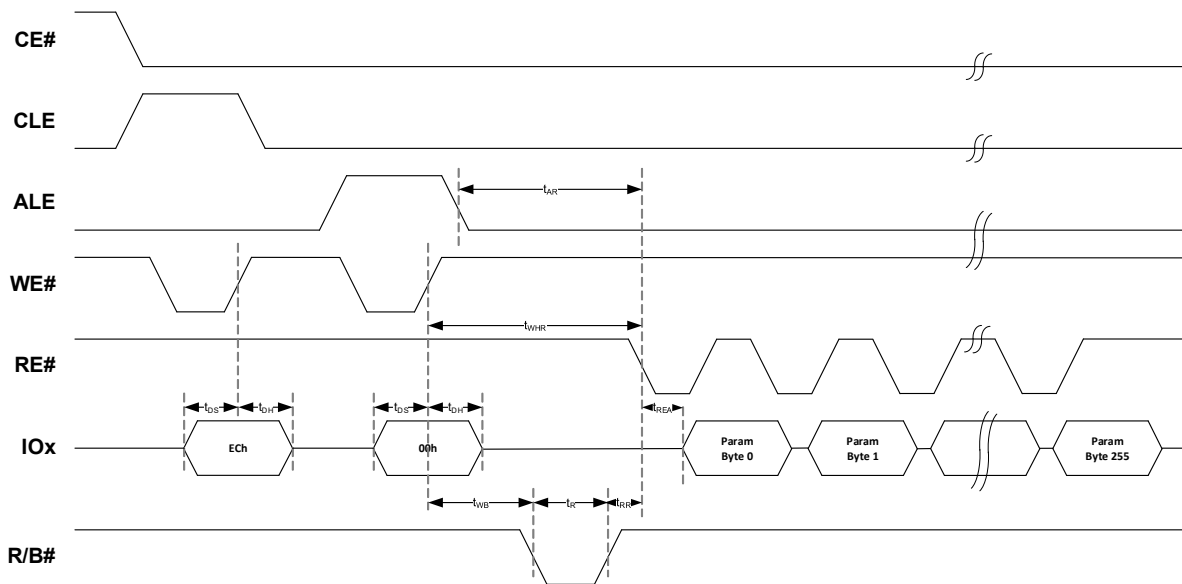 CE#
CLE
ALE
tAR
WE#
tWHR
RE#
tDS tDH tDS tDH tREA
IOx
ECh
00h
Param
Byte 0
Param
Byte 1
Param
Byte 255
tWB tR tRR
R/B#